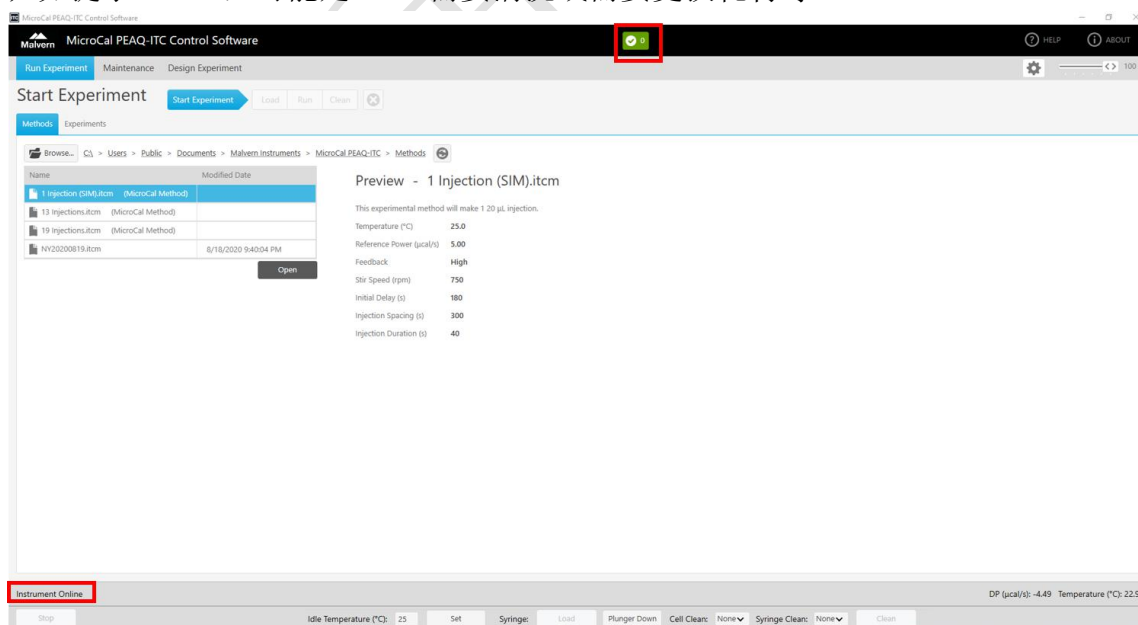 MicroCal PEAQ-ITC Control Software
Malvern MicroCal PEAQ-ITC Control Software 0 HELP ABOUT
Run Experiment Maintenance Design Experiment 100
Start Experiment Start Experiment Load Run Clean
Methods Experiments
Browse... C:\ > Users > Public > Documents > Malvern Instruments > MicroCal PEAQ-ITC > Methods
Name Modified Date
1 Injection (SIM).itcm (MicroCal Method)
13 Injections.itcm (MicroCal Method)
19 Injections.itcm (MicroCal Method)
NY20200819.itcm 8/18/2020 9:40:04 PM
Open
Preview - 1 Injection (SIM).itcm
This experimental method will make 1 20 µL injection.
Temperature (°C) 25.0
Reference Power (µcal/s) 5.00
Feedback High
Stir Speed (rpm) 750
Initial Delay (s) 180
Injection Spacing (s) 300
Injection Duration (s) 40
Instrument Online DP (µcal/s): -4.49 Temperature (°C): 22.9
Stop Idle Temperature (°C): 25 Set Syringe: Load Plunger Down Cell Clean: None Syringe Clean: None Clean